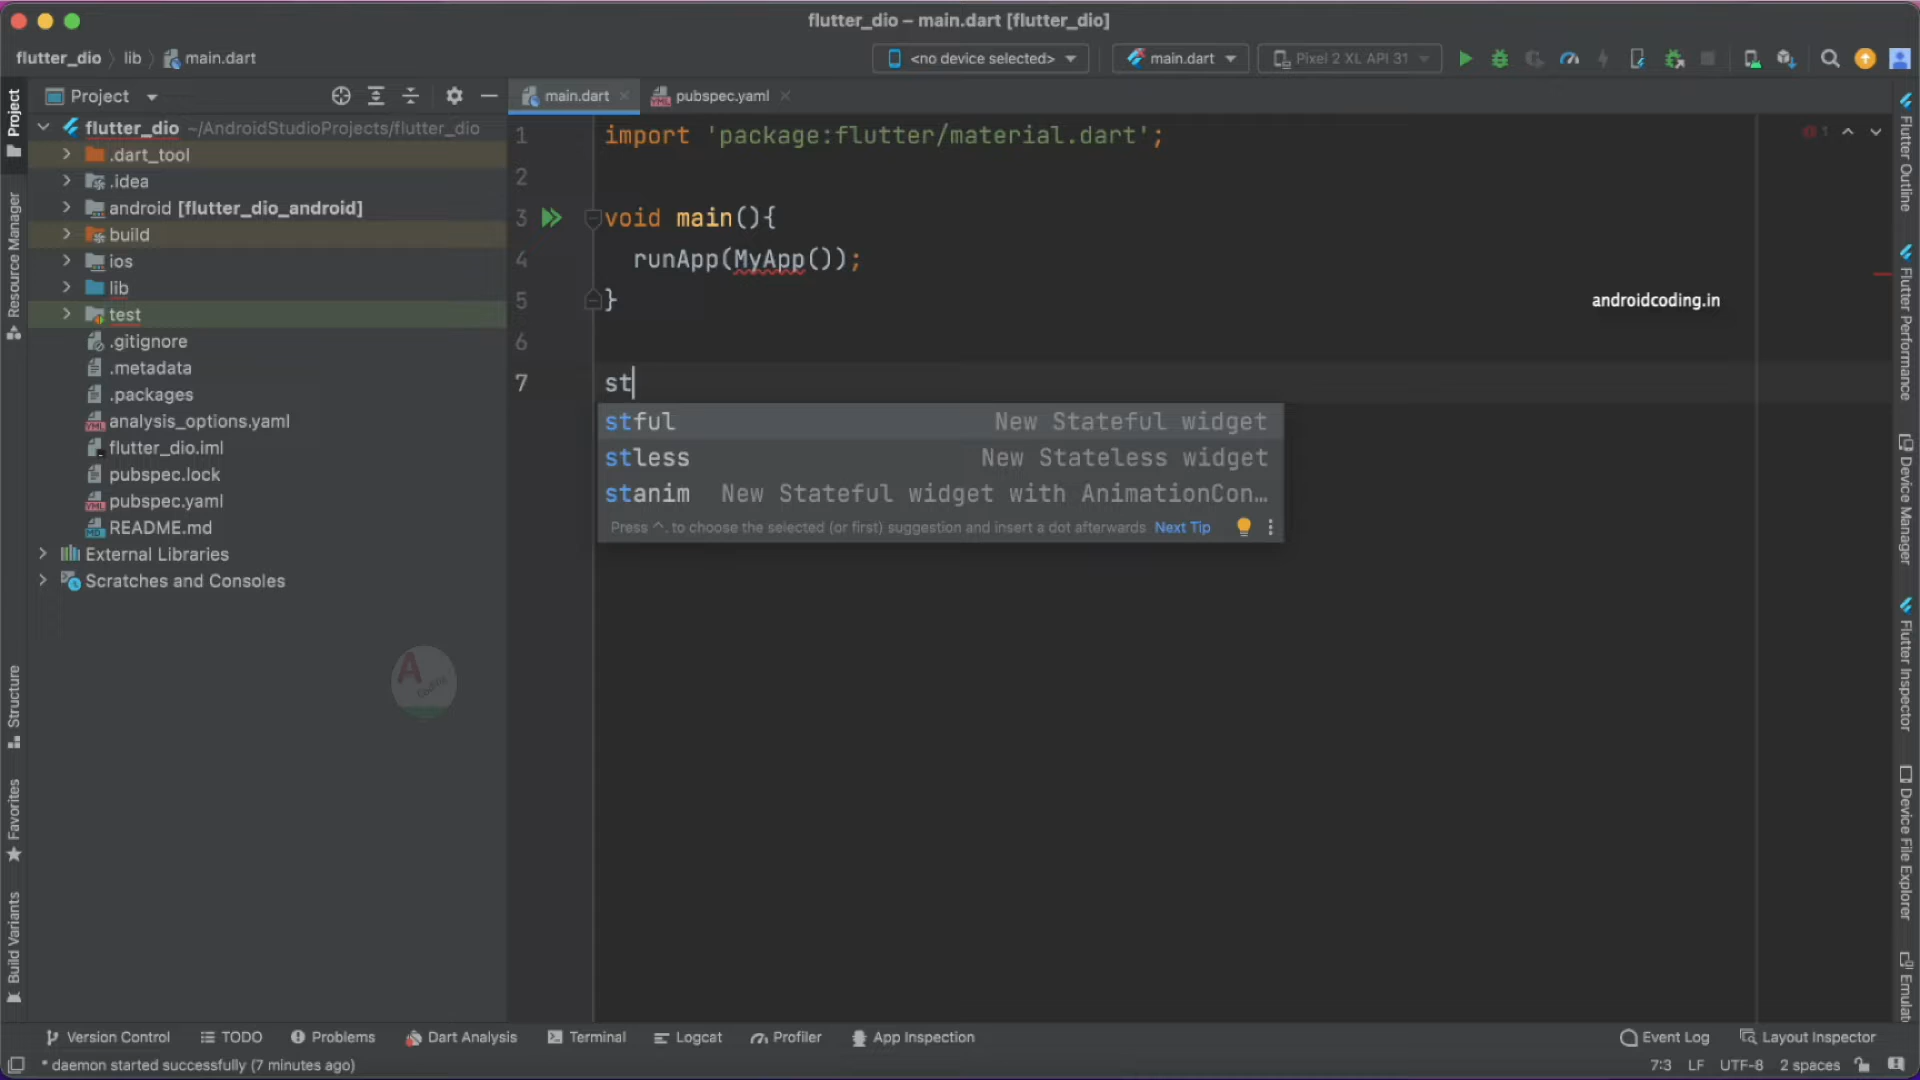 flutter_dio – main.dart [flutter_dio]
flutter_dio lib main.dart <no device selected> main.dart Pixel 2 XL API 31
Project main.dart pubspec.yaml
flutter_dio ~/AndroidStudioProjects/flutter_dio
.dart_tool
.idea
android [flutter_dio_android]
build
ios
lib
test
.gitignore
.metadata
.packages
analysis_options.yaml
flutter_dio.iml
pubspec.lock
pubspec.yaml
README.md
External Libraries
Scratches and Consoles
1 import 'package:flutter/material.dart';
2
3 void main(){
4 runApp(MyApp());
5 }
6
7 st
1
androidcoding.in
stful New Stateful widget
stless New Stateless widget
stanim New Stateful widget with AnimationCon…
Press ^. to choose the selected (or first) suggestion and insert a dot afterwards Next Tip
Project
Resource Manager
Structure
Favorites
Build Variants
Flutter Outline
Flutter Performance
Device Manager
Flutter Inspector
Device File Explorer
Emulat
A
Coding
Version Control TODO Problems Dart Analysis Terminal Logcat Profiler App Inspection Event Log Layout Inspector
* daemon started successfully (7 minutes ago) 7:3 LF UTF-8 2 spaces